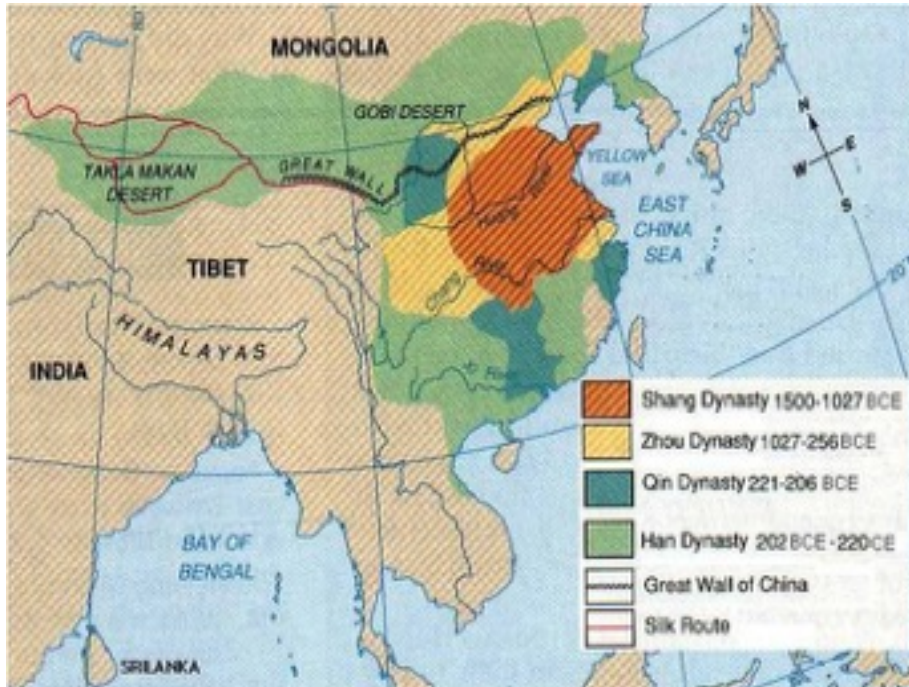 MONGOLIA
GOBI DESERT
TAKLA MAKAN
DESERT
GREAT WALL
YELLOW
SEA
EAST
CHINA
SEA
N
E
W
S
TIBET
Huang
Chang
HIMALAYAS
INDIA
Shang Dynasty 1500-1027 BCE
Zhou Dynasty 1027-256 BCE
Qin Dynasty 221-206 BCE
Han Dynasty 202 BCE - 220 CE
Great Wall of China
Silk Route
BAY OF
BENGAL
SRILANKA